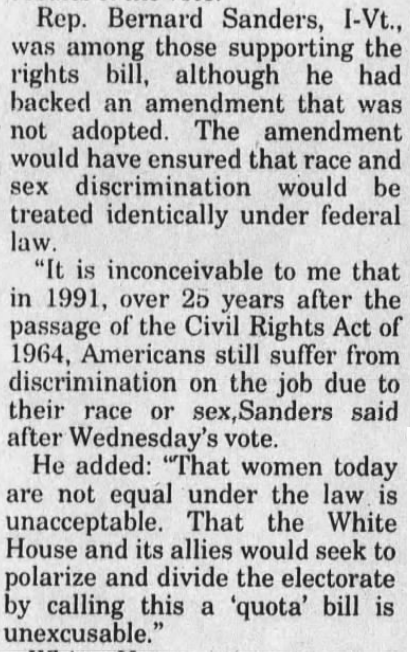 Rep. Bernard Sanders, I-Vt.,
was among those supporting the
rights bill, although he had
backed an amendment that was
not adopted. The amendment
would have ensured that race and
sex discrimination would be
treated identically under federal
law.
"It is inconceivable to me that
in 1991, over 25 years after the
passage of the Civil Rights Act of
1964, Americans still suffer from
discrimination on the job due to
their race or sex,Sanders said
after Wednesday's vote.
He added: "That women today
are not equal under the law is
unacceptable. That the White
House and its allies would seek to
polarize and divide the electorate
by calling this a 'quota' bill is
unexcusable."